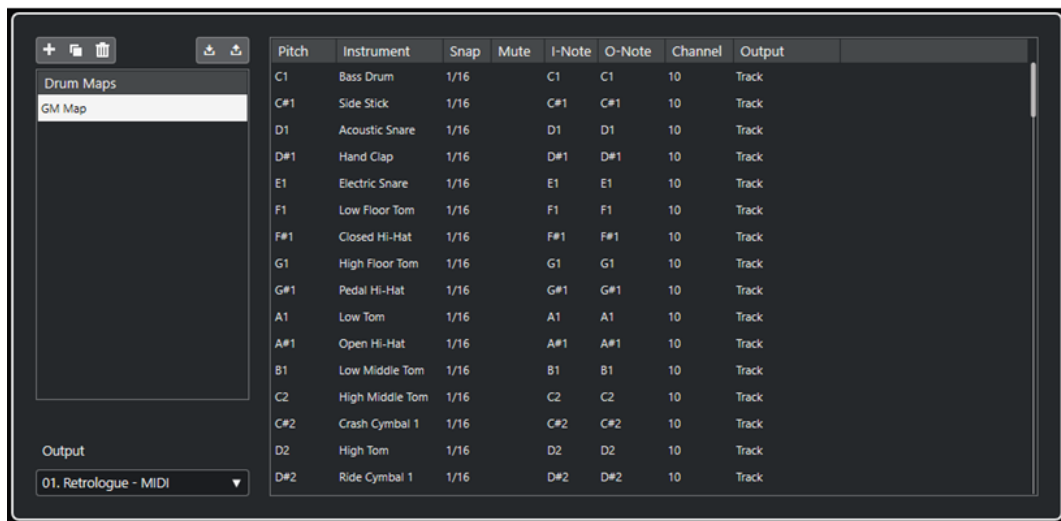 Drum Maps
GM Map
Output
01. Retrologue - MIDI
Pitch Instrument Snap Mute I-Note O-Note Channel Output
C1 Bass Drum 1/16 C1 C1 10 Track
C#1 Side Stick 1/16 C#1 C#1 10 Track
D1 Acoustic Snare 1/16 D1 D1 10 Track
D#1 Hand Clap 1/16 D#1 D#1 10 Track
E1 Electric Snare 1/16 E1 E1 10 Track
F1 Low Floor Tom 1/16 F1 F1 10 Track
F#1 Closed Hi-Hat 1/16 F#1 F#1 10 Track
G1 High Floor Tom 1/16 G1 G1 10 Track
G#1 Pedal Hi-Hat 1/16 G#1 G#1 10 Track
A1 Low Tom 1/16 A1 A1 10 Track
A#1 Open Hi-Hat 1/16 A#1 A#1 10 Track
B1 Low Middle Tom 1/16 B1 B1 10 Track
C2 High Middle Tom 1/16 C2 C2 10 Track
C#2 Crash Cymbal 1 1/16 C#2 C#2 10 Track
D2 High Tom 1/16 D2 D2 10 Track
D#2 Ride Cymbal 1 1/16 D#2 D#2 10 Track